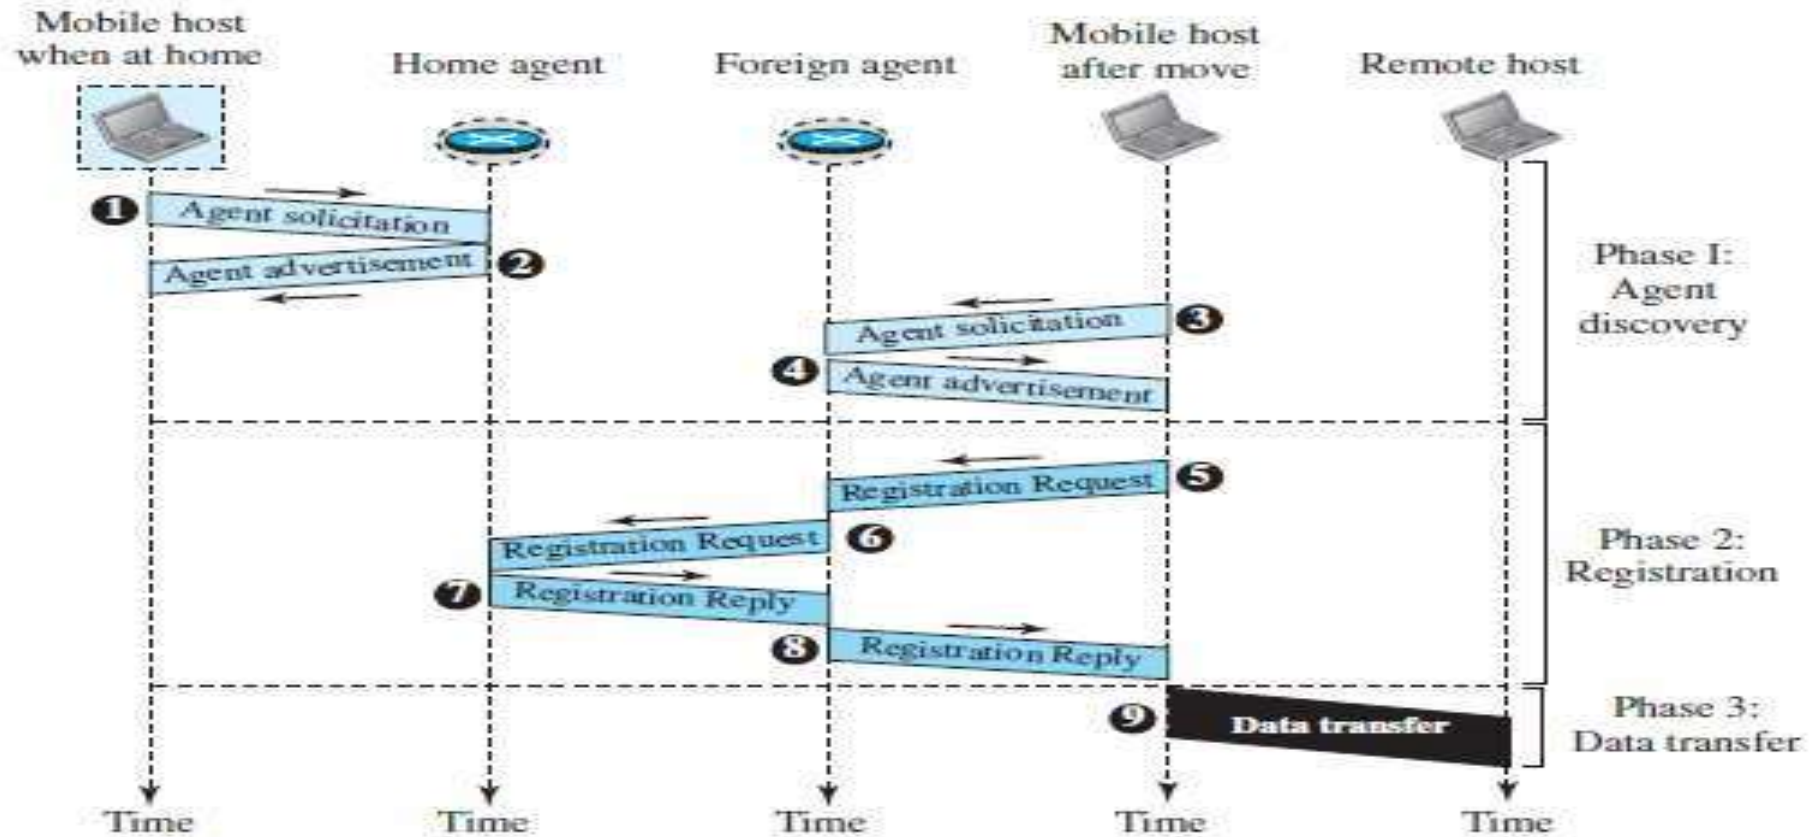 Mobile host
when at home
Home agent
Foreign agent
Mobile host
after move
Remote host
1
Agent solicitation
Agent advertisement
2
Agent solicitation
3
4
Agent advertisement
Phase I:
Agent
discovery
Registration Request
5
Registration Request
6
7
Registration Reply
8
Registration Reply
Phase 2:
Registration
9
Data transfer
Phase 3:
Data transfer
Time
Time
Time
Time
Time